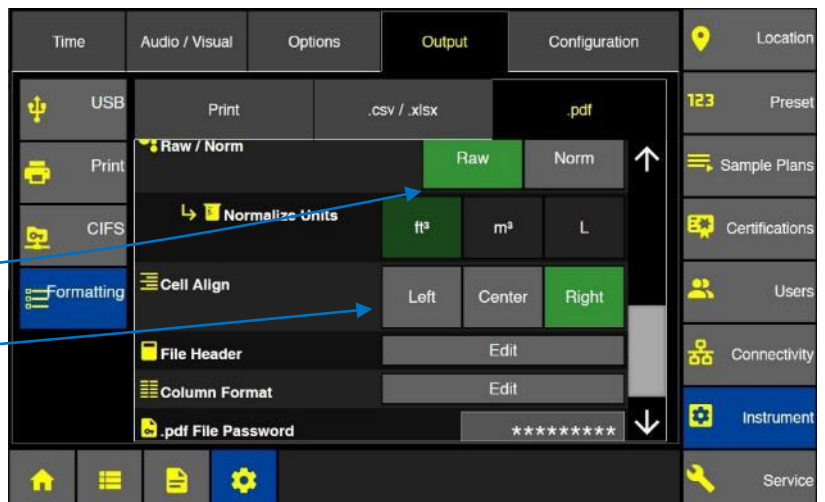 Time
Audio / Visual
Options
Output
Configuration
Location
USB
Print
.csv / .xlsx
.pdf
123
Preset
Print
Raw / Norm
Raw
Norm
Sample Plans
CIFS
Normalize Units
ft³
m³
L
Certifications
Formatting
Cell Align
Left
Center
Right
Users
File Header
Edit
Connectivity
Column Format
Edit
.pdf File Password
*********
Instrument
Service